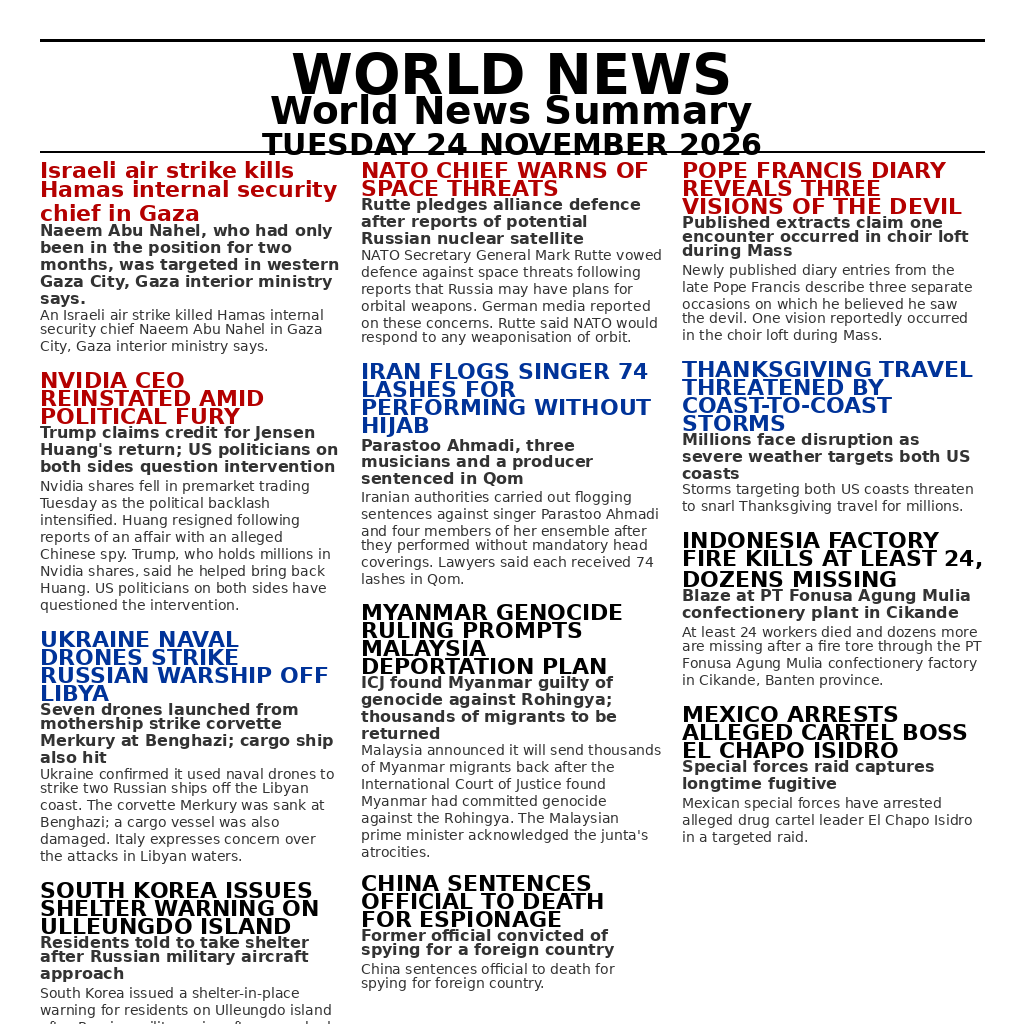 WORLD NEWS
World News Summary
TUESDAY 24 NOVEMBER 2026
Israeli air strike kills
Hamas internal security
chief in Gaza
Naeem Abu Nahel, who had only
been in the position for two
months, was targeted in western
Gaza City, Gaza interior ministry
says.
An Israeli air strike killed Hamas internal
security chief Naeem Abu Nahel in Gaza
City, Gaza interior ministry says.
NVIDIA CEO
REINSTATED AMID
POLITICAL FURY
Trump claims credit for Jensen
Huang's return; US politicians on
both sides question intervention
Nvidia shares fell in premarket trading
Tuesday as the political backlash
intensified. Huang resigned following
reports of an affair with an alleged
Chinese spy. Trump, who holds millions in
Nvidia shares, said he helped bring back
Huang. US politicians on both sides have
questioned the intervention.
UKRAINE NAVAL
DRONES STRIKE
RUSSIAN WARSHIP OFF
LIBYA
Seven drones launched from
mothership strike corvette
Merkury at Benghazi; cargo ship
also hit
Ukraine confirmed it used naval drones to
strike two Russian ships off the Libyan
coast. The corvette Merkury was sank at
Benghazi; a cargo vessel was also
damaged. Italy expresses concern over
the attacks in Libyan waters.
SOUTH KOREA ISSUES
SHELTER WARNING ON
ULLEUNGDO ISLAND
Residents told to take shelter
after Russian military aircraft
approach
South Korea issued a shelter-in-place
warning for residents on Ulleungdo island
NATO CHIEF WARNS OF
SPACE THREATS
Rutte pledges alliance defence
after reports of potential
Russian nuclear satellite
NATO Secretary General Mark Rutte vowed
defence against space threats following
reports that Russia may have plans for
orbital weapons. German media reported
on these concerns. Rutte said NATO would
respond to any weaponisation of orbit.
IRAN FLOGS SINGER 74
LASHES FOR
PERFORMING WITHOUT
HIJAB
Parastoo Ahmadi, three
musicians and a producer
sentenced in Qom
Iranian authorities carried out flogging
sentences against singer Parastoo Ahmadi
and four members of her ensemble after
they performed without mandatory head
coverings. Lawyers said each received 74
lashes in Qom.
MYANMAR GENOCIDE
RULING PROMPTS
MALAYSIA
DEPORTATION PLAN
ICJ found Myanmar guilty of
genocide against Rohingya;
thousands of migrants to be
returned
Malaysia announced it will send thousands
of Myanmar migrants back after the
International Court of Justice found
Myanmar had committed genocide
against the Rohingya. The Malaysian
prime minister acknowledged the junta's
atrocities.
CHINA SENTENCES
OFFICIAL TO DEATH
FOR ESPIONAGE
Former official convicted of
spying for a foreign country
China sentences official to death for
spying for foreign country.
POPE FRANCIS DIARY
REVEALS THREE
VISIONS OF THE DEVIL
Published extracts claim one
encounter occurred in choir loft
during Mass
Newly published diary entries from the
late Pope Francis describe three separate
occasions on which he believed he saw
the devil. One vision reportedly occurred
in the choir loft during Mass.
THANKSGIVING TRAVEL
THREATENED BY
COAST-TO-COAST
STORMS
Millions face disruption as
severe weather targets both US
coasts
Storms targeting both US coasts threaten
to snarl Thanksgiving travel for millions.
INDONESIA FACTORY
FIRE KILLS AT LEAST 24,
DOZENS MISSING
Blaze at PT Fonusa Agung Mulia
confectionery plant in Cikande
At least 24 workers died and dozens more
are missing after a fire tore through the PT
Fonusa Agung Mulia confectionery factory
in Cikande, Banten province.
MEXICO ARRESTS
ALLEGED CARTEL BOSS
EL CHAPO ISIDRO
Special forces raid captures
longtime fugitive
Mexican special forces have arrested
alleged drug cartel leader El Chapo Isidro
in a targeted raid.